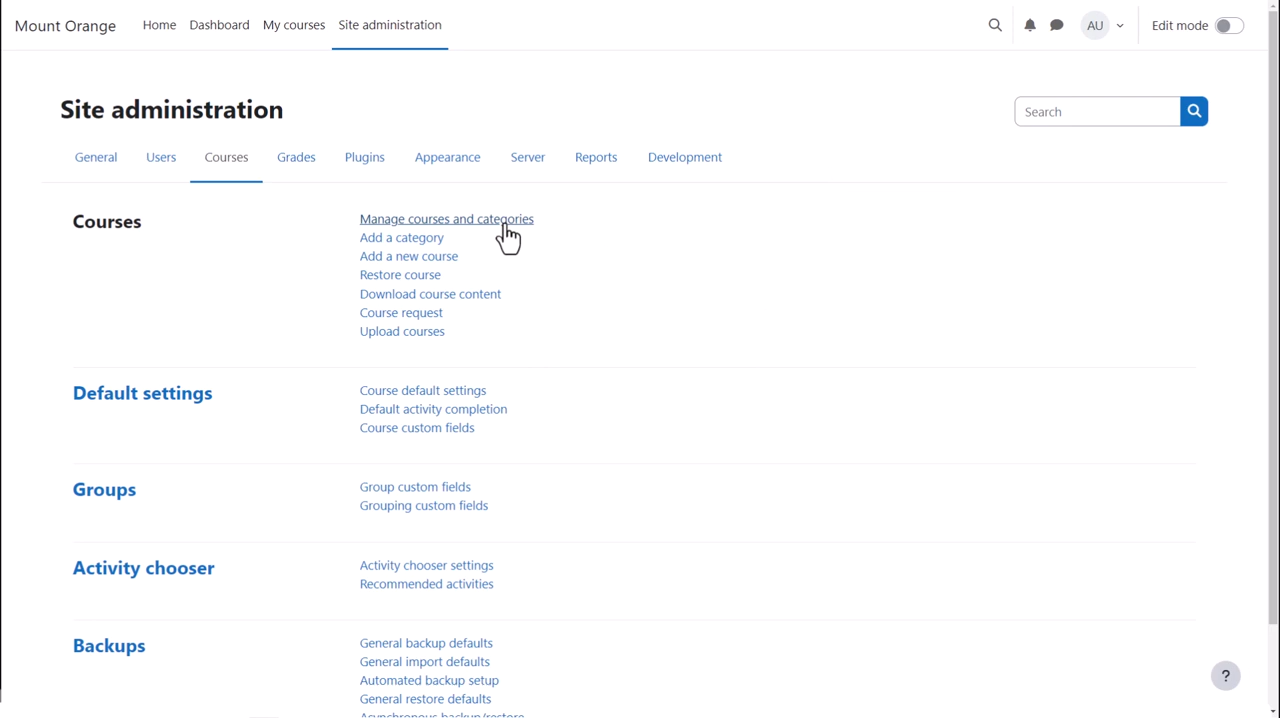 Mount Orange Home Dashboard My courses Site administration AU Edit mode
Site administration
Search
General Users Courses Grades Plugins Appearance Server Reports Development
Courses
Manage courses and categories
Add a category
Add a new course
Restore course
Download course content
Course request
Upload courses
Default settings
Course default settings
Default activity completion
Course custom fields
Groups
Group custom fields
Grouping custom fields
Activity chooser
Activity chooser settings
Recommended activities
Backups
General backup defaults
General import defaults
Automated backup setup
General restore defaults
Asynchronous backup/restore
?